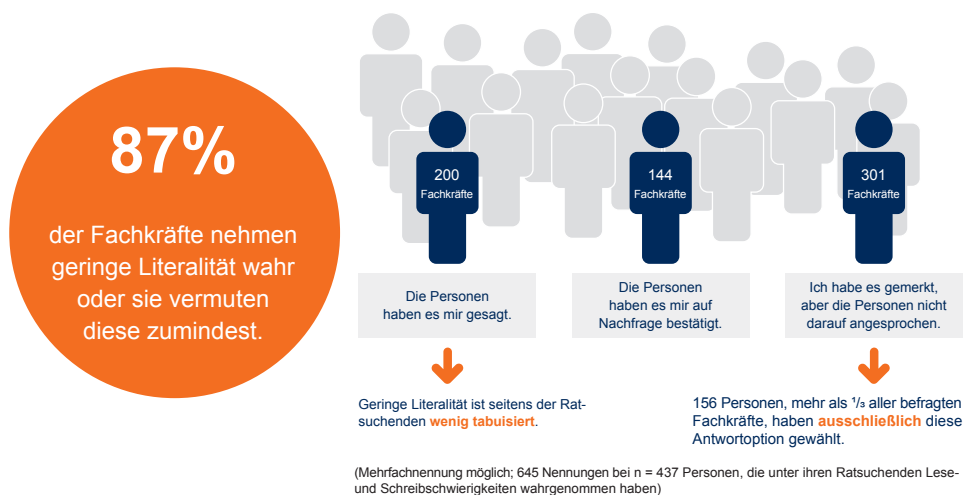 87%
der Fachkräfte nehmen
geringe Literalität wahr
oder sie vermuten
diese zumindest.
200
Fachkräfte
144
Fachkräfte
301
Fachkräfte
Die Personen
haben es mir gesagt.
Die Personen
haben es mir auf
Nachfrage bestätigt.
Ich habe es gemerkt,
aber die Personen nicht
darauf angesprochen.
Geringe Literalität ist seitens der Rat-
suchenden wenig tabuisiert.
156 Personen, mehr als ¹/₃ aller befragten
Fachkräfte, haben ausschließlich diese
Antwortoption gewählt.
(Mehrfachnennung möglich; 645 Nennungen bei n = 437 Personen, die unter ihren Ratsuchenden Lese-
und Schreibschwierigkeiten wahrgenommen haben)